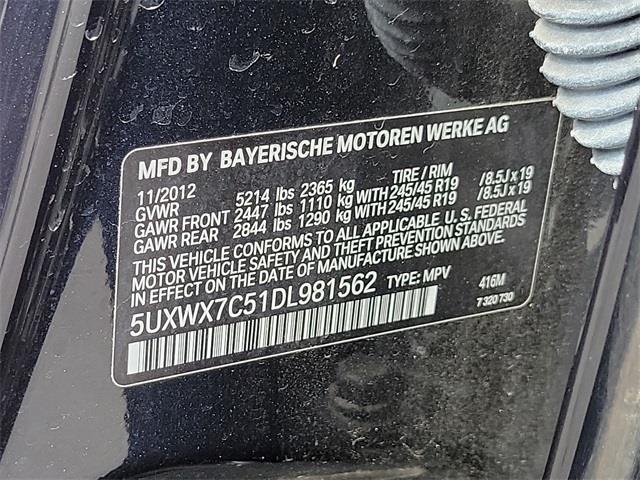 MFD BY BAYERISCHE MOTOREN WERKE AG
11/2012 TIRE / RIM
GVWR 5214 lbs 2365 kg
GAWR FRONT 2447 lbs 1110 kg WITH 245/45 R19 /8.5J x 19
GAWR REAR 2844 lbs 1290 kg WITH 245/45 R19 /8.5J x 19
THIS VEHICLE CONFORMS TO ALL APPLICABLE U.S. FEDERAL
MOTOR VEHICLE SAFETY AND THEFT PREVENTION STANDARDS
IN EFFECT ON THE DATE OF MANUFACTURE SHOWN ABOVE.
5UXWX7C51DL981562 TYPE: MPV 416M
7 320 730